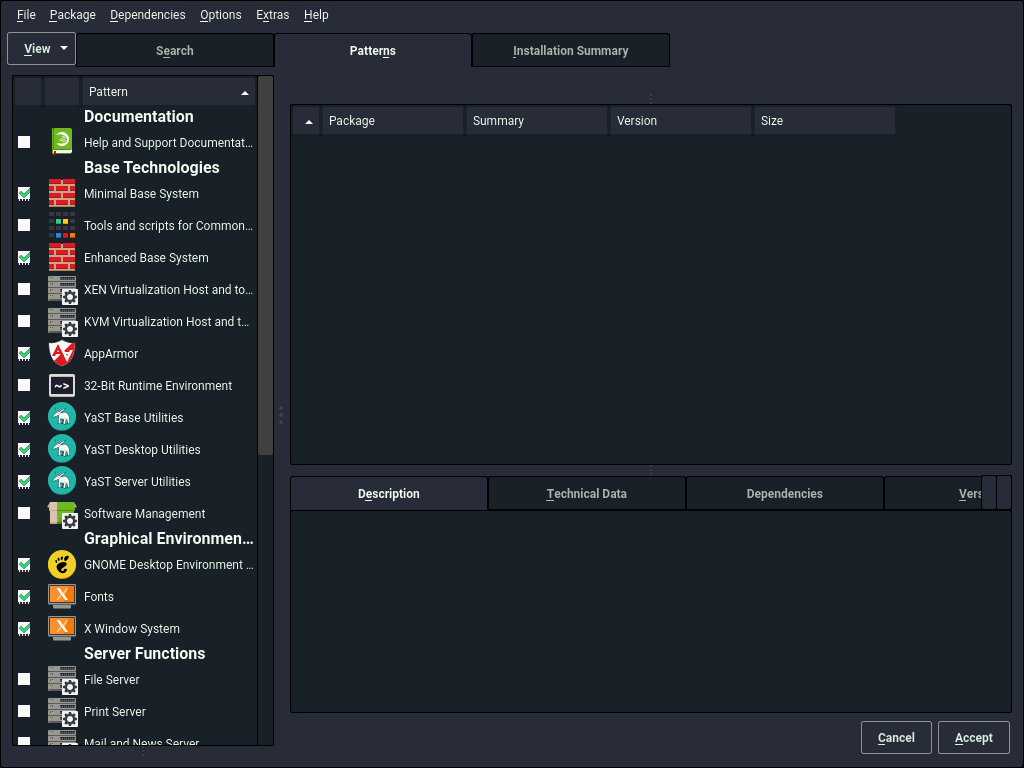 File Package Dependencies Options Extras Help
View Search Patterns Installation Summary
Pattern
Documentation
Help and Support Documentat...
Base Technologies
Minimal Base System
Tools and scripts for Common...
Enhanced Base System
XEN Virtualization Host and to...
KVM Virtualization Host and t...
AppArmor
32-Bit Runtime Environment
YaST Base Utilities
YaST Desktop Utilities
YaST Server Utilities
Software Management
Graphical Environmen...
GNOME Desktop Environment ...
Fonts
X Window System
Server Functions
File Server
Print Server
Mail and News Server
Package Summary Version Size
Description Technical Data Dependencies Vers
Cancel Accept